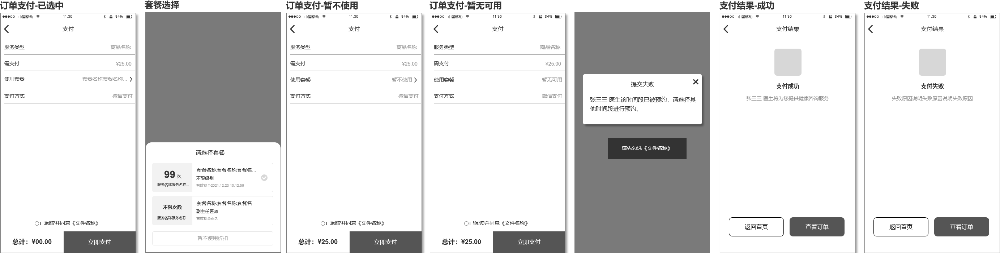 订单支付-已选中
中国移动 11:35 84%
支付
服务类型 商品名称
需支付 ¥25.00
使用套餐 套餐名称套餐名称...
支付方式 微信支付
已阅读并同意《文件名称》
总计：¥00.00 立即支付
套餐选择
请选择套餐
99 次
服务名称服务名称...
套餐名称套餐名称套餐名...
不限级别
有效期至2021.12.23 10:12:56
不限次数
服务名称服务名称...
套餐名称套餐名称套餐名...
副主任医师
有效期至永久
暂不使用折扣
订单支付-暂不使用
中国移动 11:35 84%
支付
服务类型 商品名称
需支付 ¥25.00
使用套餐 暂不使用
支付方式 微信支付
已阅读并同意《文件名称》
总计：¥25.00 立即支付
订单支付-暂无可用
中国移动 11:35 84%
支付
服务类型 商品名称
需支付 ¥25.00
使用套餐 暂无可用
支付方式 微信支付
已阅读并同意《文件名称》
总计：¥25.00 立即支付
提交失败
张三三 医生该时间段已被预约，请选择其
他时间段进行预约。
请先勾选《文件名称》
支付结果-成功
中国移动 11:35 84%
支付结果
支付成功
张三三 医生将为您提供健康咨询服务
返回首页 查看订单
支付结果-失败
中国移动 11:35 84%
支付结果
支付失败
失败原因说明失败原因说明失败原因
返回首页 查看订单